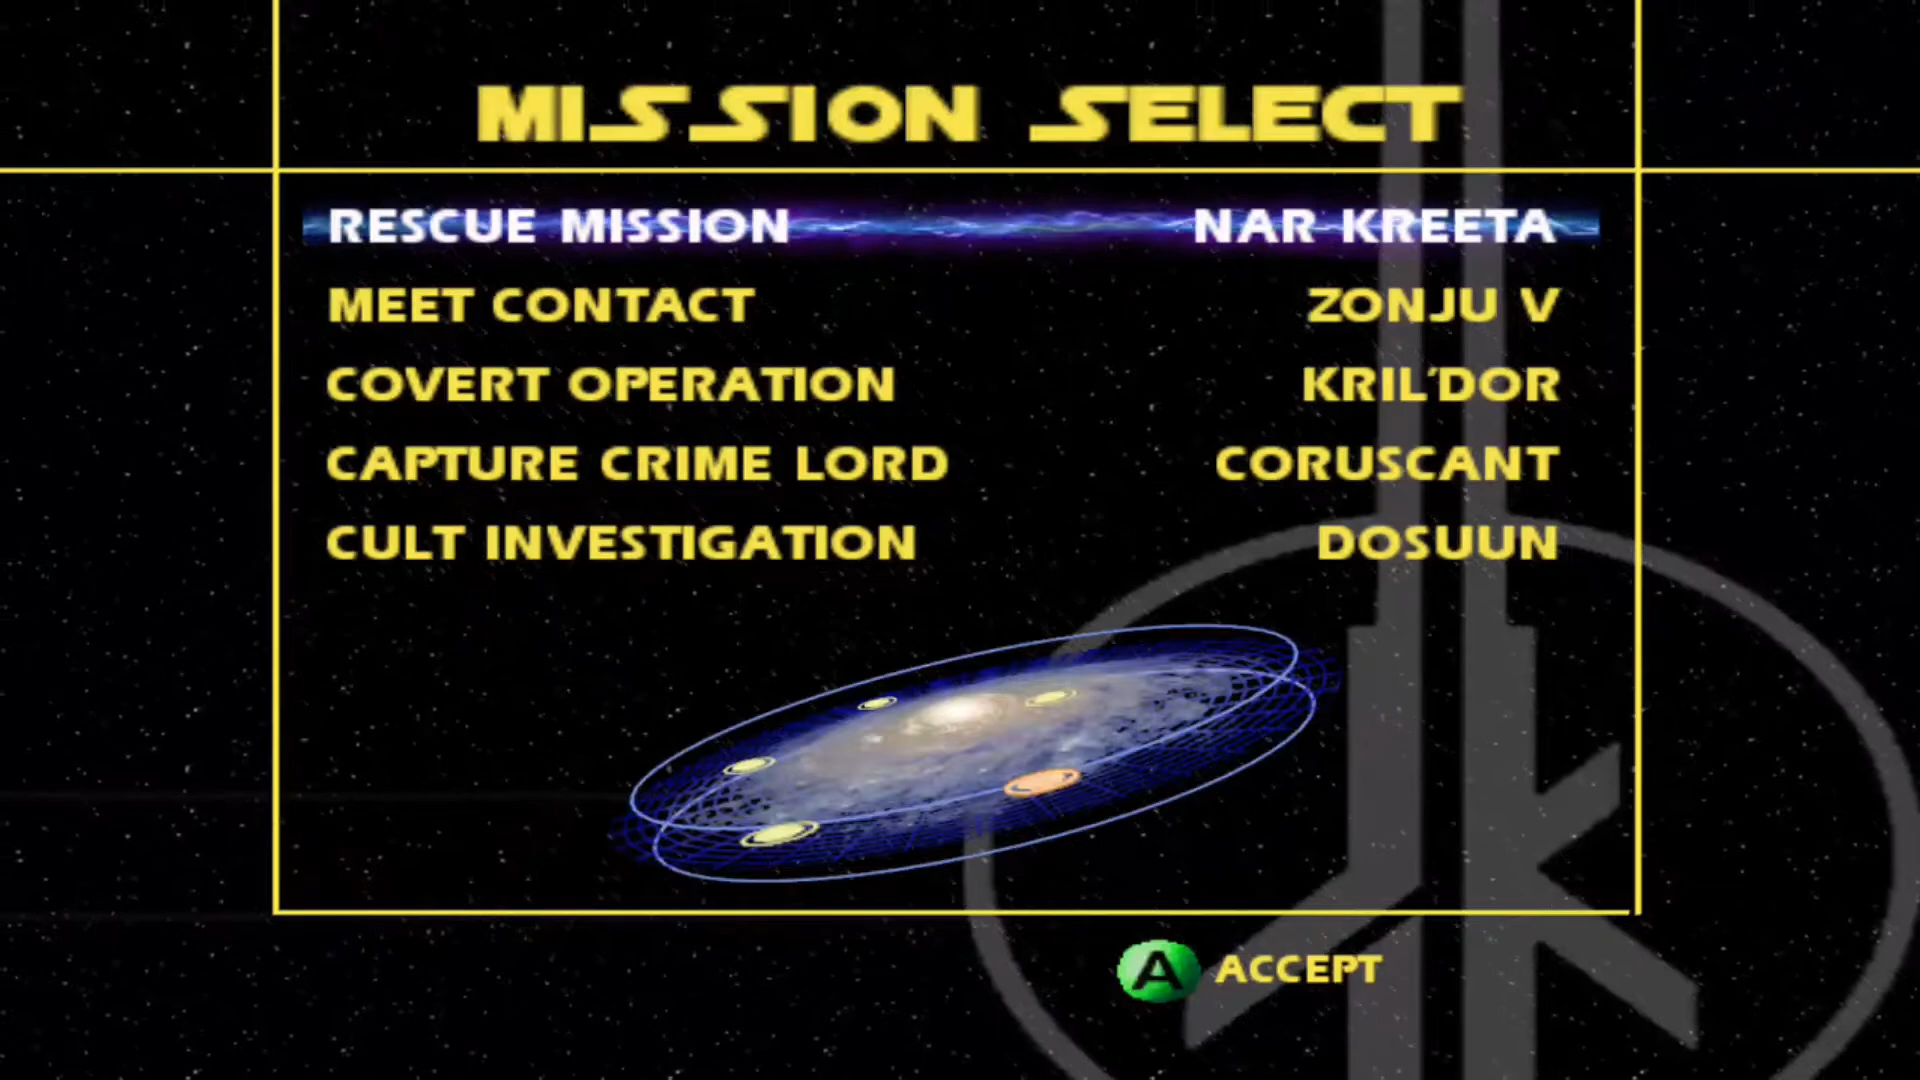 MISSION SELECT
RESCUE MISSION NAR KREETA
MEET CONTACT ZONJU V
COVERT OPERATION KRIL'DOR
CAPTURE CRIME LORD CORUSCANT
CULT INVESTIGATION DOSUUN
A ACCEPT